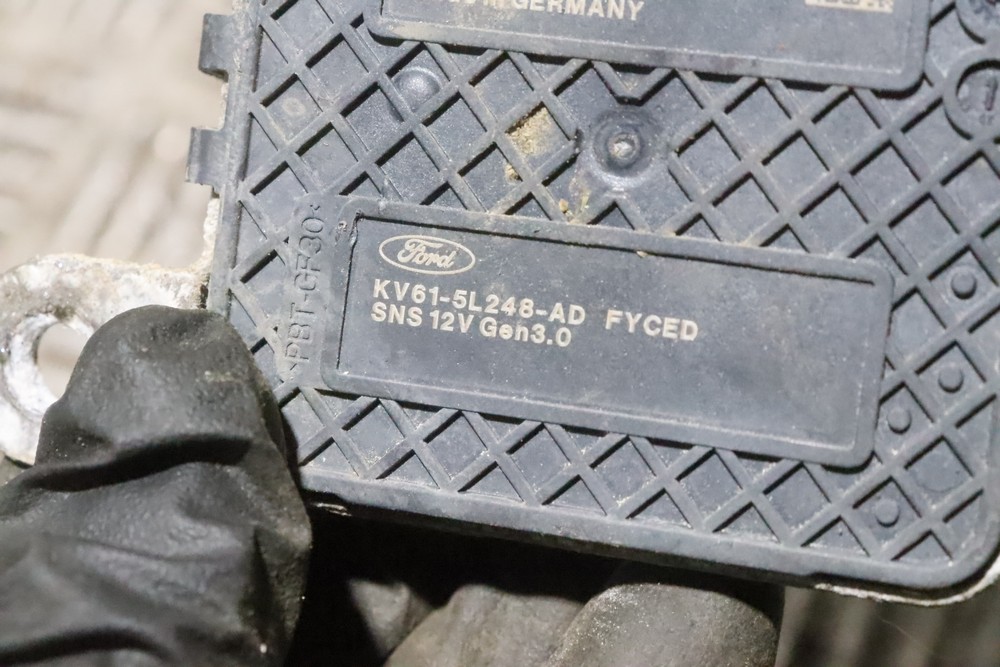 GERMANY
Ford
KV61-5L248-AD FYCED
SNS 12V Gen3.0
>PBT-GF30<